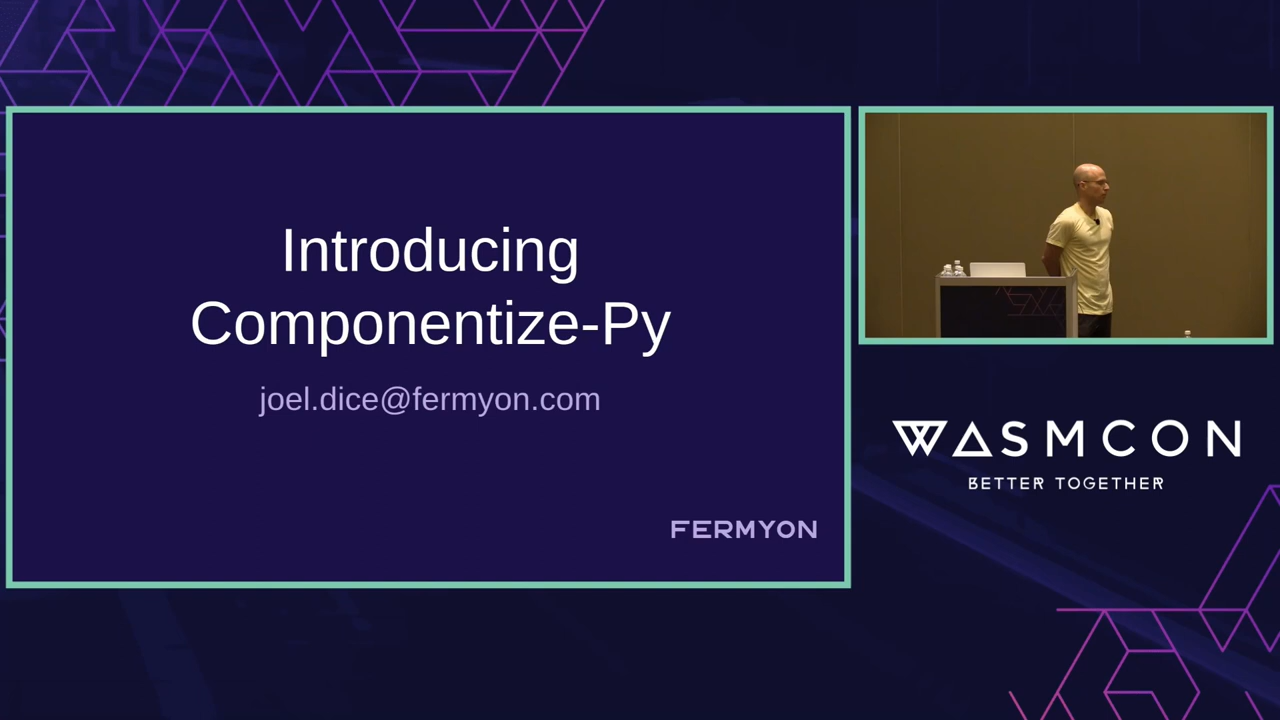 Introducing
Componentize-Py
joel.dice@fermyon.com
FERMYON
WASMCON
BETTER TOGETHER